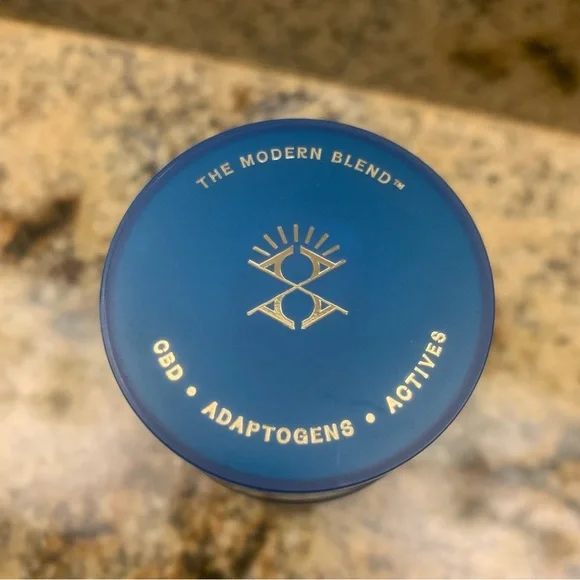 THE MODERN BLEND™
CBD • ADAPTOGENS • ACTIVES